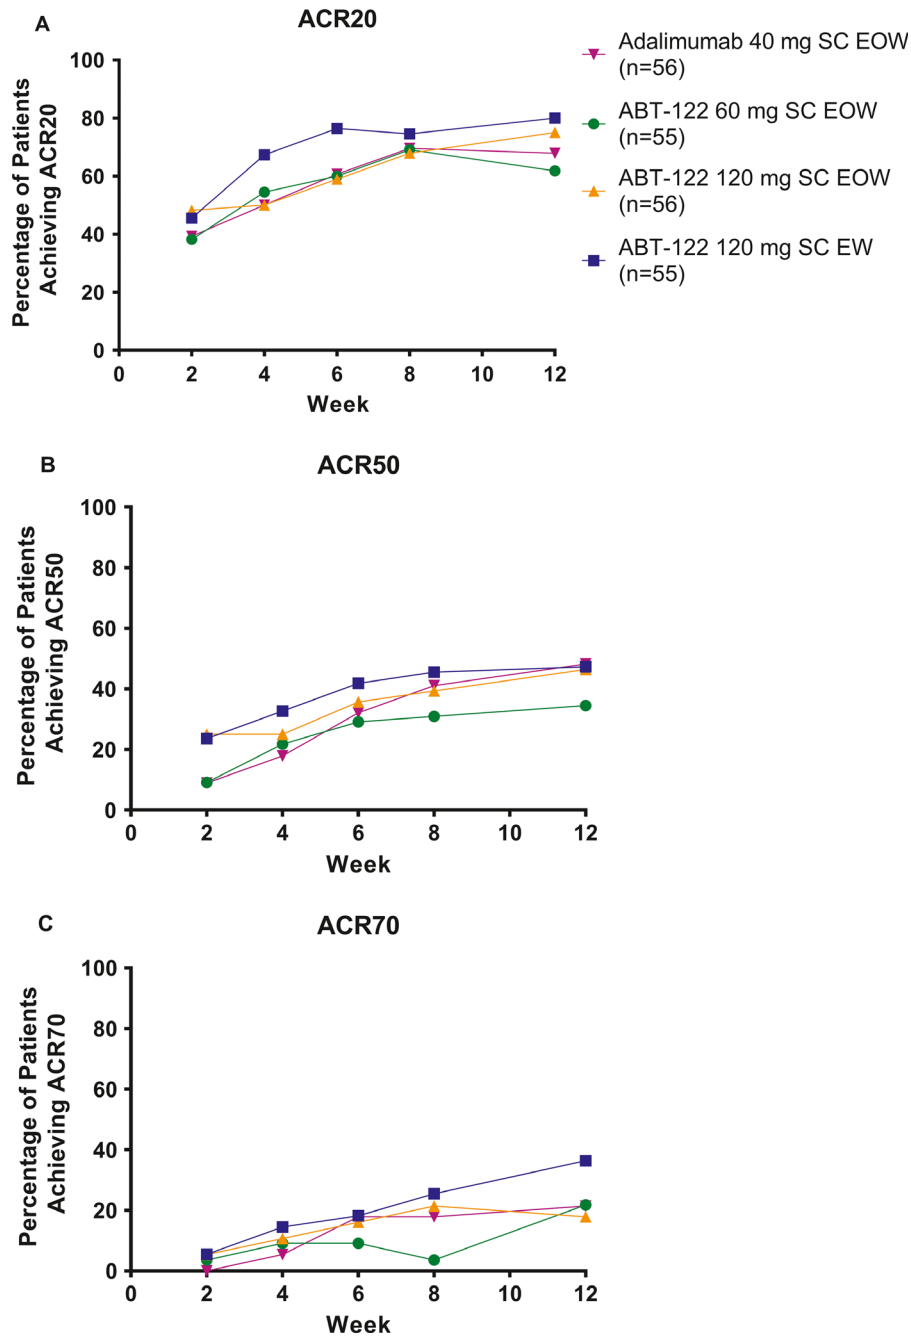 A
ACR20
Percentage of Patients
Achieving ACR20
100
80
60
40
20
0
0 2 4 6 8 10 12
Week
Adalimumab 40 mg SC EOW
(n=56)
ABT-122 60 mg SC EOW
(n=55)
ABT-122 120 mg SC EOW
(n=56)
ABT-122 120 mg SC EW
(n=55)
B
ACR50
Percentage of Patients
Achieving ACR50
100
80
60
40
20
0
0 2 4 6 8 10 12
Week
C
ACR70
Percentage of Patients
Achieving ACR70
100
80
60
40
20
0
0 2 4 6 8 10 12
Week